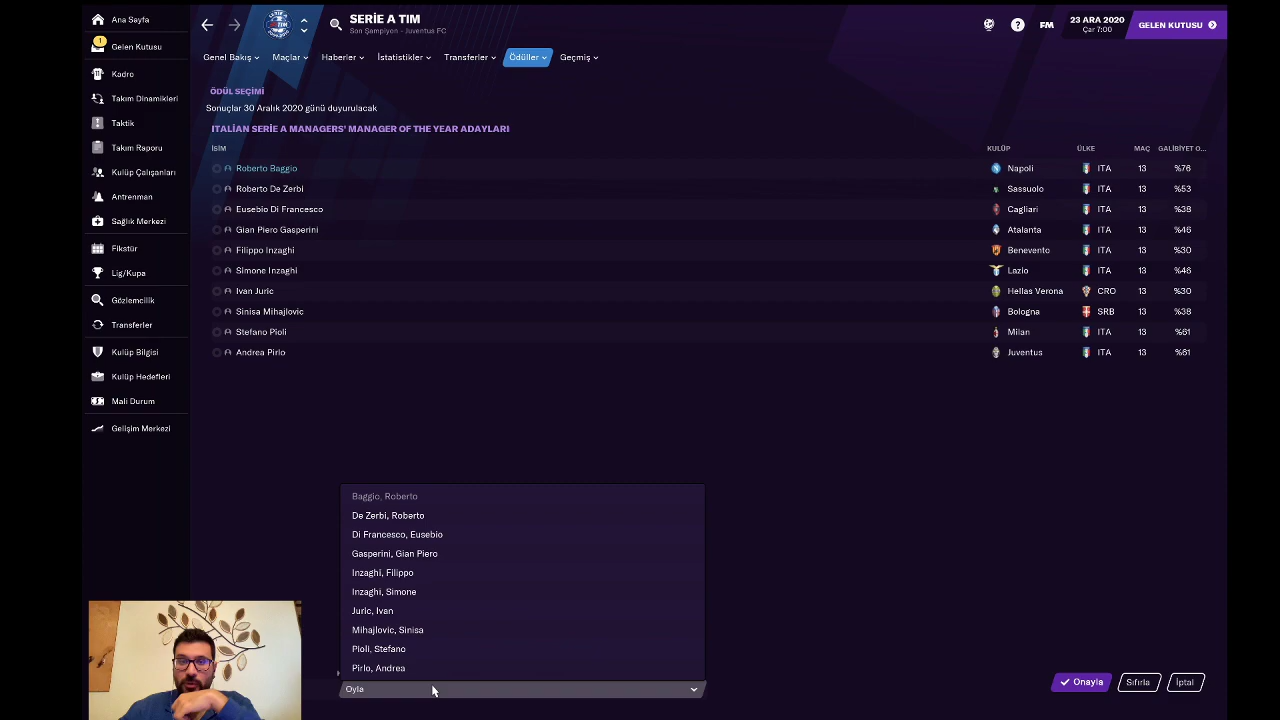 Ana Sayfa
1
Gelen Kutusu
Kadro
Takım Dinamikleri
Taktik
Takım Raporu
Kulüp Çalışanları
Antrenman
Sağlık Merkezi
Fikstür
Lig/Kupa
Gözlemcilik
Transferler
Kulüp Bilgisi
Kulüp Hedefleri
Mali Durum
Gelişim Merkezi
SERİE A TIM
Son Şampiyon - Juventus FC
? FM 23 ARA 2020 GELEN KUTUSU
Çar 7:00
Genel Bakış Maçlar Haberler İstatistikler Transferler Ödüller Geçmiş
ÖDÜL SEÇİMİ
Sonuçlar 30 Aralık 2020 günü duyurulacak
ITALİAN SERİE A MANAGERS' MANAGER OF THE YEAR ADAYLARI
İSİM KULÜP ÜLKE MAÇ GALİBİYET O...
Roberto Baggio Napoli ITA 13 %76
Roberto De Zerbi Sassuolo ITA 13 %53
Eusebio Di Francesco Cagliari ITA 13 %38
Gian Piero Gasperini Atalanta ITA 13 %46
Filippo Inzaghi Benevento ITA 13 %30
Simone Inzaghi Lazio ITA 13 %46
Ivan Juric Hellas Verona CRO 13 %30
Sinisa Mihajlovic Bologna SRB 13 %38
Stefano Pioli Milan ITA 13 %61
Andrea Pirlo Juventus ITA 13 %61
Baggio, Roberto
De Zerbi, Roberto
Di Francesco, Eusebio
Gasperini, Gian Piero
Inzaghi, Filippo
Inzaghi, Simone
Juric, Ivan
Mihajlovic, Sinisa
Pioli, Stefano
Pirlo, Andrea
Oyla
Onayla Sıfırla İptal